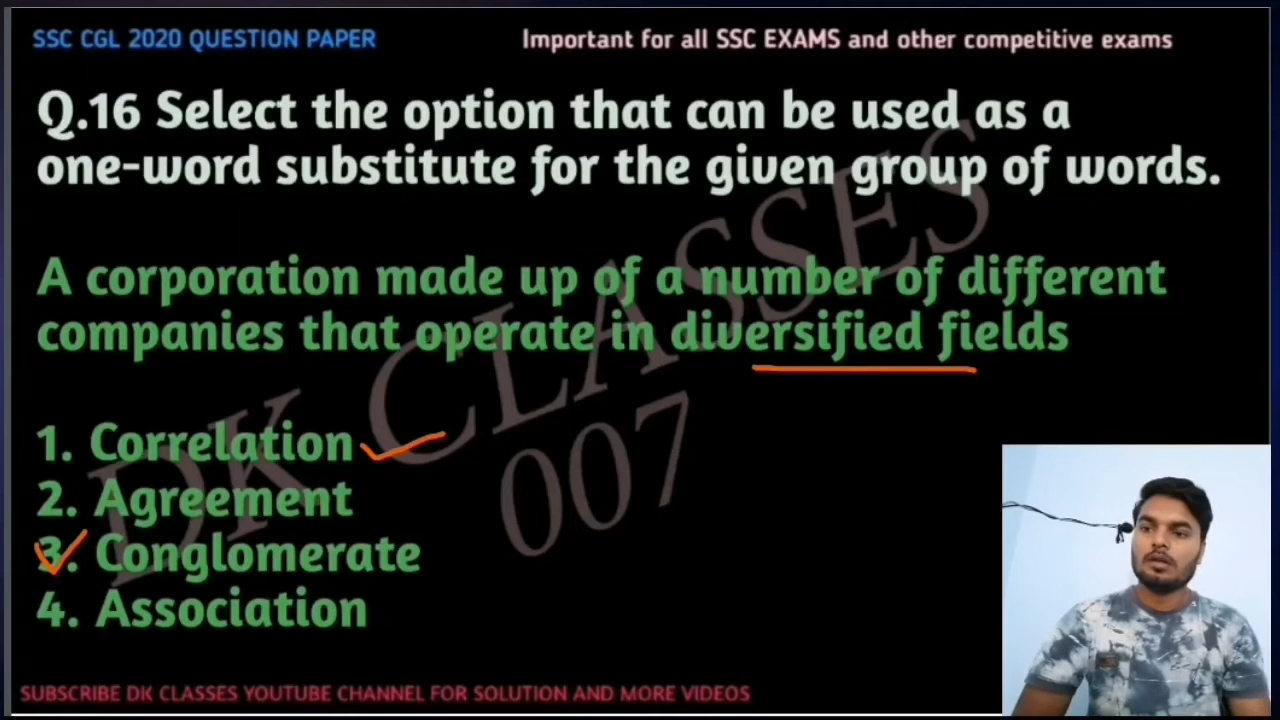 SSC CGL 2020 QUESTION PAPER
Important for all SSC EXAMS and other competitive exams
Q.16 Select the option that can be used as a
one-word substitute for the given group of words.
A corporation made up of a number of different
companies that operate in diversified fields
1. Correlation
2. Agreement
3. Conglomerate
4. Association
DK CLASSES
007
SUBSCRIBE DK CLASSES YOUTUBE CHANNEL FOR SOLUTION AND MORE VIDEOS